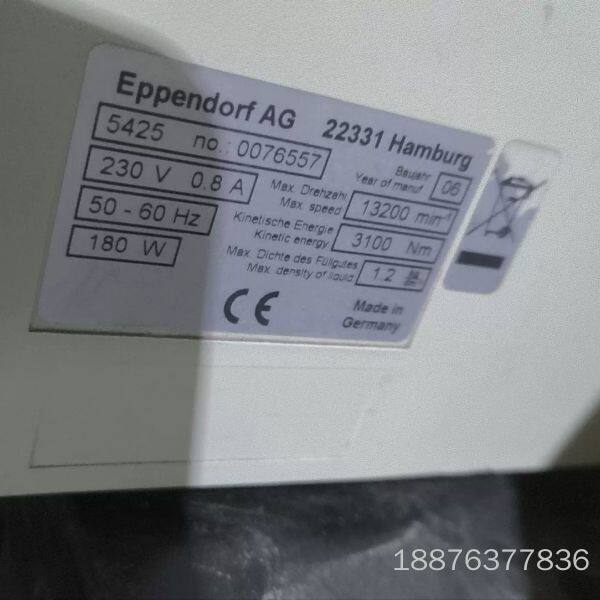 Eppendorf AG 22331 Hamburg
5425 no.: 0076557
Baujahr
Year of manuf. 06
230 V 0.8 A
Max. Drehzahl
Max. speed 13200 min⁻¹
50 - 60 Hz
Kinetische Energie
Kinetic energy 3100 Nm
180 W
Max. Dichte des Füllgutes
Max. density of liquid 1.2
CE
Made in
Germany
18876377836